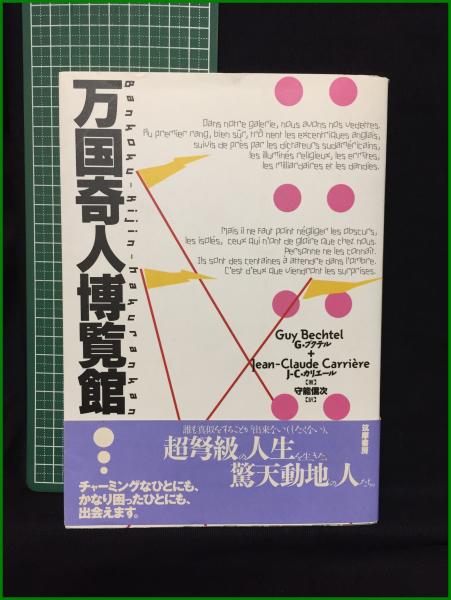 万国奇人博覧館
Bankoku-Kijin-hakurankan
Dans notre galerie, nous avons nos vedettes.
Au premier rang, bien sûr, trônent les excentriques anglais,
suivis de près par les dictateurs sudaméricains,
les illuminés religieux, les ermites,
les milliardaires et les dandies.
Mais il ne faut point négliger les obscurs,
les isolés, ceux qui n'ont de gloire que chez nous.
Personne ne les connaît.
Ils sont des centaines à attendre dans l'ombre.
C'est d'eux que viendront les surprises.
Guy Bechtel
G・ブクテル
+
Jean-Claude Carrière
J-C・カリエール
【著】
守能信次
【訳】
誰も真似をすることが出来ない(したくない)、
超弩級の人生を生きた、
驚天動地の人たち。
筑摩書房
チャーミングなひとにも、
かなり困ったひとにも、
出会えます。